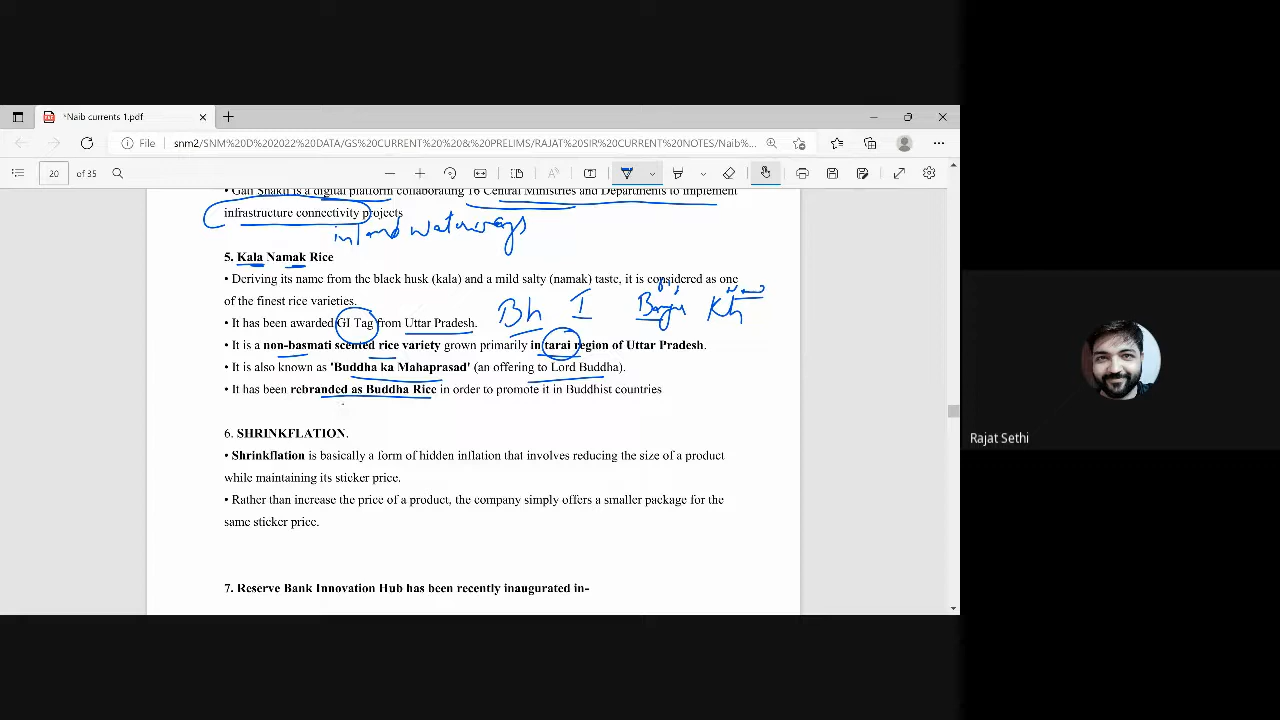 *Naib currents 1.pdf
File
snm2/SNM%20D%202022%20DATA/GS%20CURRENT%20%20&%20PRELIMS/RAJAT%20SIR%20CURRENT%20NOTES/Naib%...
20 of 35
• Gati Shakti is a digital platform collaborating 16 Central Ministries and Departments to implement
infrastructure connectivity projects
inland waterways
5. Kala Namak Rice
• Deriving its name from the black husk (kala) and a mild salty (namak) taste, it is considered as one
of the finest rice varieties.
• It has been awarded GI Tag from Uttar Pradesh.
Bh I Kh
• It is a non-basmati scented rice variety grown primarily in tarai region of Uttar Pradesh.
• It is also known as 'Buddha ka Mahaprasad' (an offering to Lord Buddha).
• It has been rebranded as Buddha Rice in order to promote it in Buddhist countries
6. SHRINKFLATION.
• Shrinkflation is basically a form of hidden inflation that involves reducing the size of a product
while maintaining its sticker price.
• Rather than increase the price of a product, the company simply offers a smaller package for the
same sticker price.
7. Reserve Bank Innovation Hub has been recently inaugurated in-
Rajat Sethi